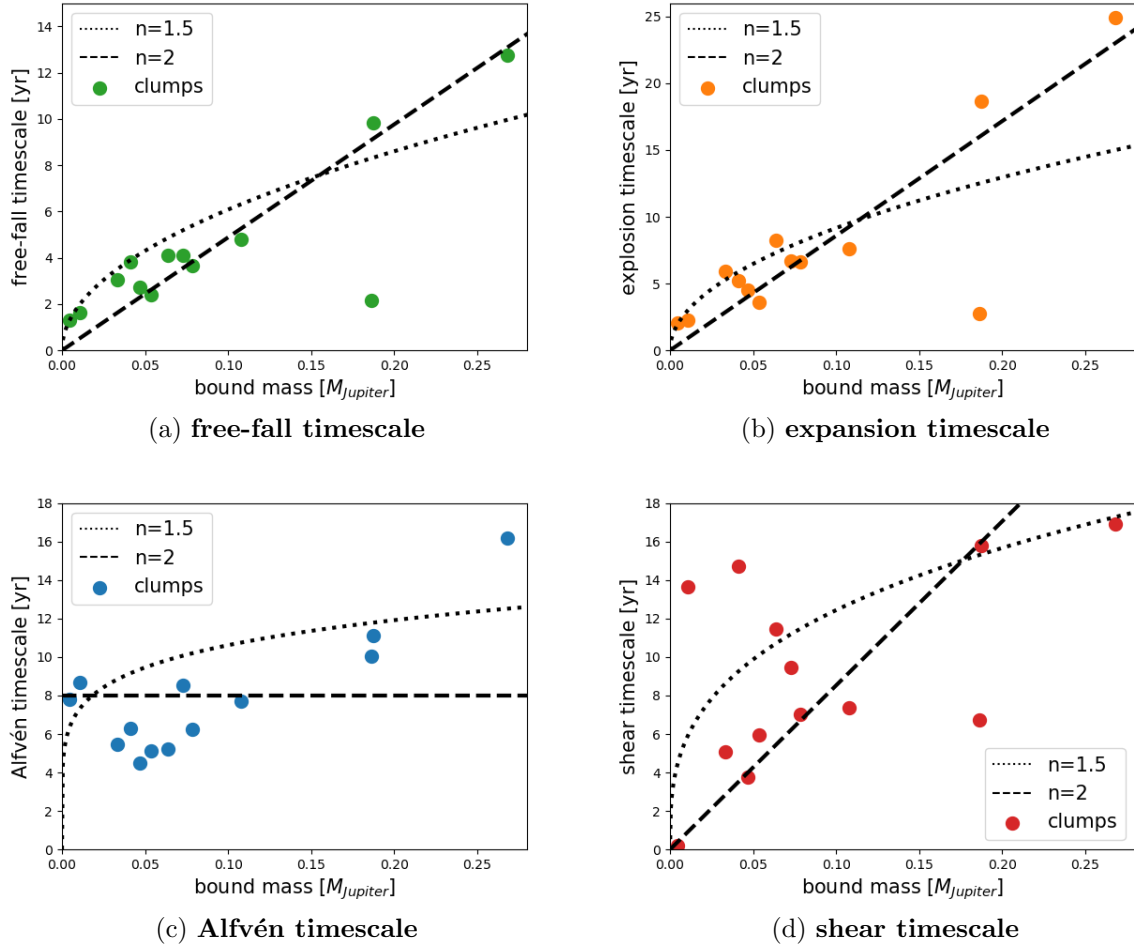 free-fall timescale [yr]
14
12
10
8
6
4
2
0
n=1.5
n=2
clumps
0.00 0.05 0.10 0.15 0.20 0.25
bound mass [M_Jupiter]
(a) free-fall timescale
explosion timescale [yr]
25
20
15
10
5
0
n=1.5
n=2
clumps
0.00 0.05 0.10 0.15 0.20 0.25
bound mass [M_Jupiter]
(b) expansion timescale
Alfvén timescale [yr]
18
16
14
12
10
8
6
4
2
0
n=1.5
n=2
clumps
0.00 0.05 0.10 0.15 0.20 0.25
bound mass [M_Jupiter]
(c) Alfvén timescale
shear timescale [yr]
18
16
14
12
10
8
6
4
2
0
n=1.5
n=2
clumps
0.00 0.05 0.10 0.15 0.20 0.25
bound mass [M_Jupiter]
(d) shear timescale